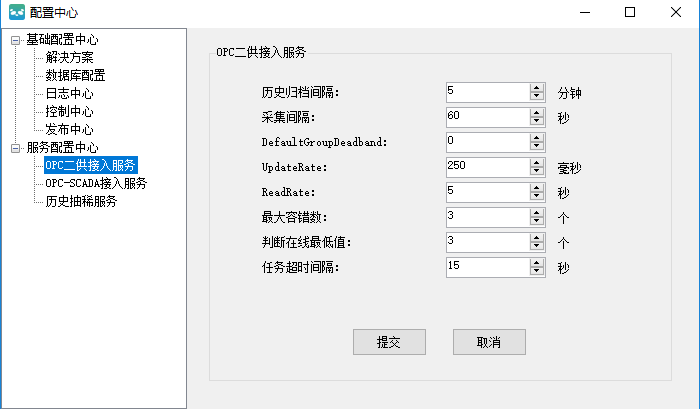 配置中心
基础配置中心
解决方案
数据库配置
日志中心
控制中心
发布中心
服务配置中心
OPC二供接入服务
OPC-SCADA接入服务
历史抽稀服务
OPC二供接入服务
历史归档间隔: 5 分钟
采集间隔: 60 秒
DefaultGroupDeadband: 0
UpdateRate: 250 毫秒
ReadRate: 5 秒
最大容错数: 3 个
判断在线最低值: 3 个
任务超时间隔: 15 秒
提交 取消